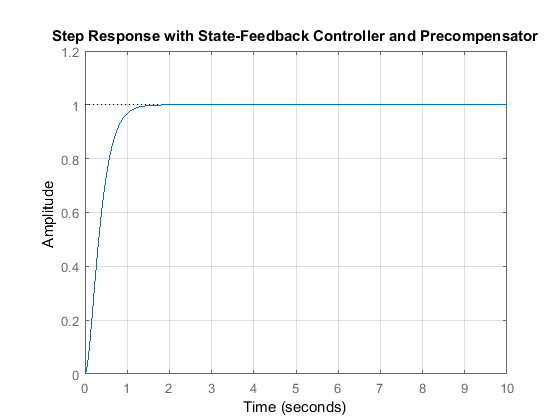 Step Response with State-Feedback Controller and Precompensator
1.2
1
0.8
0.6
0.4
0.2
0
Amplitude
0 1 2 3 4 5 6 7 8 9 10
Time (seconds)